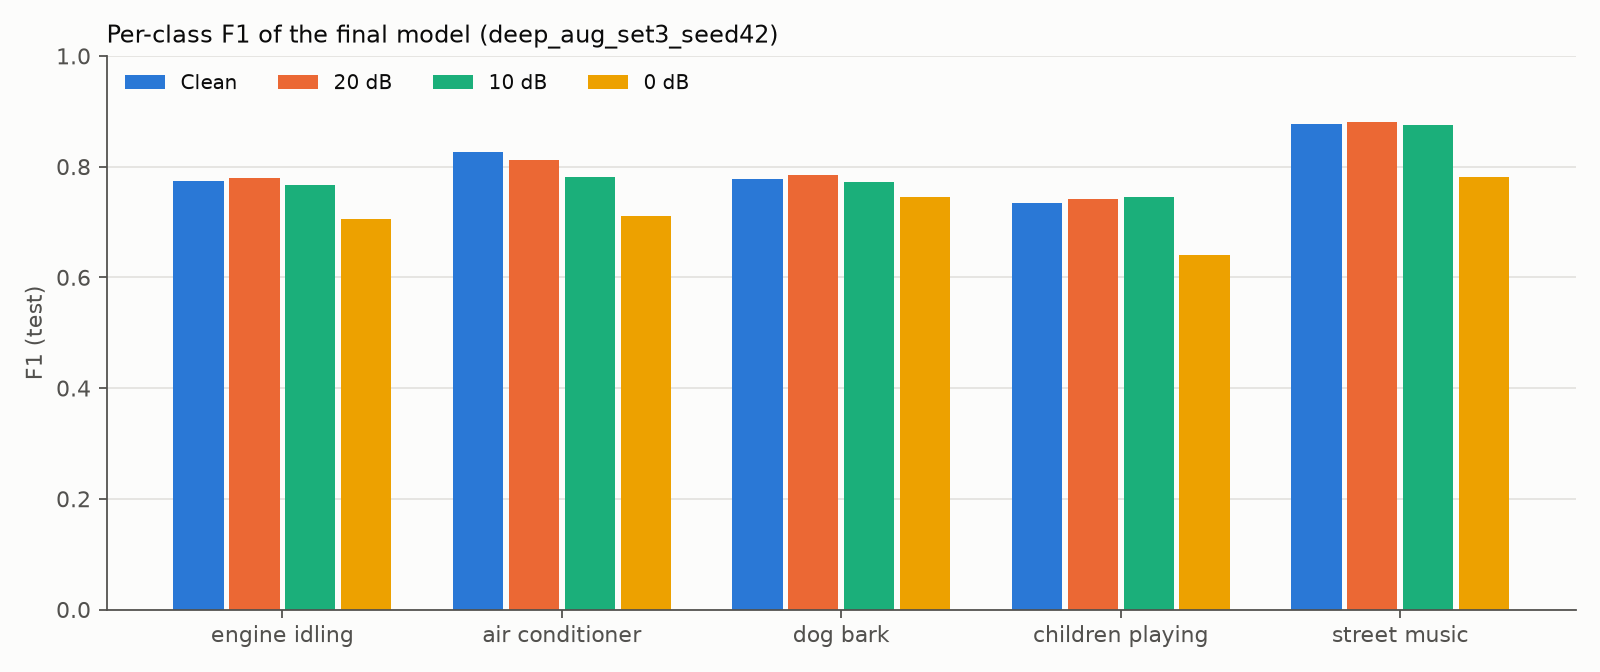 Per-class F1 of the final model (deep_aug_set3_seed42)
Clean 20 dB 10 dB 0 dB
1.0
0.8
0.6
0.4
0.2
0.0
F1 (test)
engine idling air conditioner dog bark children playing street music